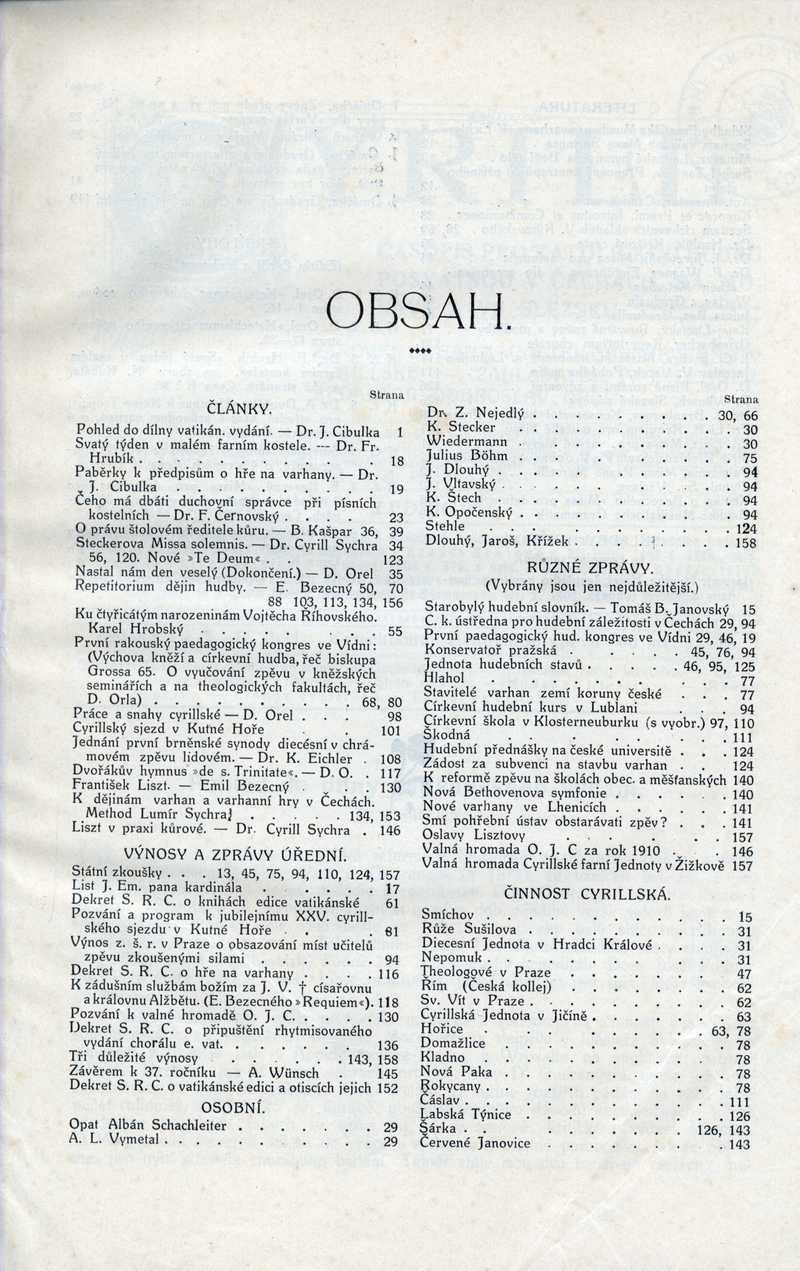 OBSAH.
Strana
ČLÁNKY.
Pohled do dílny vatikán. vydání. — Dr. J. Cibulka 1
Svatý týden v malém farním kostele. — Dr. Fr.
Hrubík . . . . . . . . . . . 18
Paběrky k předpisům o hře na varhany. — Dr.
J. Cibulka . . . . . . . . . . 19
Čeho má dbáti duchovní správce při písních
kostelních — Dr. F. Černovský . . . . 23
O právu štolovém ředitele kůru. — B. Kašpar 36, 39
Steckerova Missa solemnis. — Dr. Cyrill Sychra 34
56, 120. Nové »Te Deum« . . 123
Nastal nám den veselý (Dokončení.) — D. Orel 35
Repetitorium dějin hudby. — E. Bezecný 50, 70
88 103, 113, 134, 156
Ku čtyřicátým narozeninám Vojtěcha Říhovského.
Karel Hrobský . . . . . . . . 55
První rakouský paedagogický kongres ve Vídni:
(Výchova kněží a církevní hudba, řeč biskupa
Grossa 65. O vyučování zpěvu v kněžských
seminářích a na theologických fakultách, řeč
D. Orla) . . . . . . . . . . 68, 80
Práce a snahy cyrillské — D. Orel . . . 98
Cyrillský sjezd v Kutné Hoře . . 101
Jednání první brněnské synody diecésní v chrá-
movém zpěvu lidovém. — Dr. K. Eichler . 108
Dvořákův hymnus »de s. Trinitate«. — D. O. . 117
František Liszt. — Emil Bezecný . . . . 130
K dějinám varhan a varhanní hry v Čechách.
Method Lumír Sychra . . . . . 134, 153
Liszt v praxi kůrové. — Dr. Cyrill Sychra . 146
VÝNOSY A ZPRÁVY ÚŘEDNÍ.
Státní zkoušky . . . 13, 45, 75, 94, 110, 124, 157
List J. Em. pana kardinála . . . . . . 17
Dekret S. R. C. o knihách edice vatikánské 61
Pozvání a program k jubilejnímu XXV. cyrill-
ského sjezdu v Kutné Hoře . . . 81
Výnos z. š. r. v Praze o obsazování míst učitelů
zpěvu zkoušenými silami . . . . . . 94
Dekret S. R. C. o hře na varhany . . . . 116
K zádušním službám božím za J. V. † císařovnu
a královnu Alžbětu. (E. Bezecného »Requiem«). 118
Pozvání k valné hromadě O. J. C. . . . . 130
Dekret S. R. C. o připuštění rhytmisovaného
vydání chorálu e. vat. . . . . . . 136
Tři důležité výnosy . . . . . . 143, 158
Závěrem k 37. ročníku — A. Wünsch . 145
Dekret S. R. C. o vatikánské edici a otiscích jejich 152
OSOBNÍ.
Opat Albán Schachleiter . . . . . . . 29
A. L. Vymetal . . . . . . . . . . 29
Strana
Dr. Z. Nejedlý . . . . . . . . . 30, 66
K. Stecker . . . . . . . . . . . 30
Wiedermann . . . . . . . . . . 30
Julius Böhm . . . . . . . . . . 75
J. Dlouhý . . . . . . . . . . . 94
J. Vltavský . . . . . . . . . . 94
K. Štech . . . . . . . . . . . 94
K. Opočenský . . . . . . . . . . 94
Stehle . . . . . . . . . . 124
Dlouhý, Jaroš, Křížek . . . . . . . . 158
RŮZNÉ ZPRÁVY.
(Vybrány jsou jen nejdůležitější.)
Starobylý hudební slovník. — Tomáš B. Janovský 15
C. k. ústředna pro hudební záležitosti v Čechách 29, 94
První paedagogický hud. kongres ve Vídni 29, 46, 19
Konservatoř pražská . . . . . 45, 76, 94
Jednota hudebních stavů . . . . . 46, 95, 125
Hlahol . . . . . . . . . . 77
Stavitelé varhan zemí koruny české . . . 77
Církevní hudební kurs v Lublani . . . 94
Církevní škola v Klosterneuburku (s vyobr.) 97, 110
Škodná . . . . . . . . . . 111
Hudební přednášky na české universitě . . . 124
Žádost za subvenci na stavbu varhan . . 124
K reformě zpěvu na školách obec. a měšťanských 140
Nová Bethovenova symfonie . . . . . . 140
Nové varhany ve Lhenicích . . . . . . 141
Smí pohřební ústav obstarávati zpěv? . . . 141
Oslavy Lisztovy . . . . . . . 157
Valná hromada O. J. C za rok 1910 . . 146
Valná hromada Cyrillské farní Jednoty v Žižkově 157
ČINNOST CYRILLSKÁ.
Smíchov . . . . . . . . . . . . 15
Růže Sušilova . . . . . . . . . . 31
Diecesní Jednota v Hradci Králové . . . . 31
Nepomuk . . . . . . . . . . . . 31
Theologové v Praze . . . . . . . 47
Řím (Česká kollej) . . . . . . . . 62
Sv. Vít v Praze . . . . . . . . . . 62
Cyrillská Jednota v Jičíně . . . . . . . 63
Hořice . . . . . . . . . 63, 78
Domažlice . . . . . . . . . . . 78
Kladno . . . . . . . . . . . 78
Nová Paka . . . . . . . . . . . 78
Rokycany . . . . . . . . . . . . 78
Čáslav . . . . . . . . . . . . . 111
Labská Týnice . . . . . . . . . . 126
Šárka . . . . . . . . . . 126, 143
Červené Janovice . . . . . . . . 143